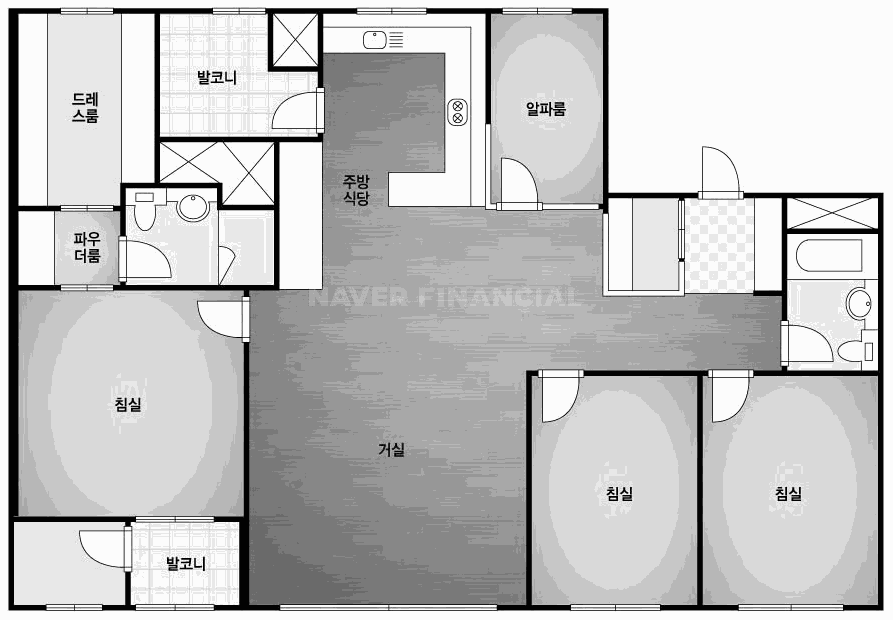 드레
스룸
발코니
알파룸
주방
식당
파우
더룸
NAVER FINANCIAL
침실
거실
침실
침실
발코니